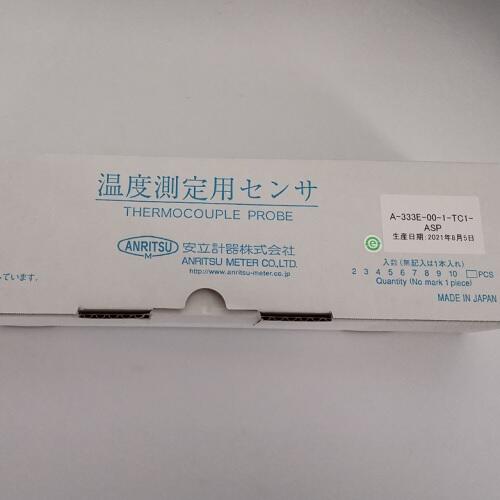 温度測定用センサ
THERMOCOUPLE PROBE
ANRITSU
M
安立計器株式会社
ANRITSU METER CO.,LTD.
http://www.anritsu-meter.co.jp
A-333E-00-1-TC1-
ASP
生産日期:2021年8月5日
e
入数(無記入は1本入れ)
2 3 4 5 6 7 8 9 10 PCS
Quantity (No mark 1 piece)
MADE IN JAPAN
しています。